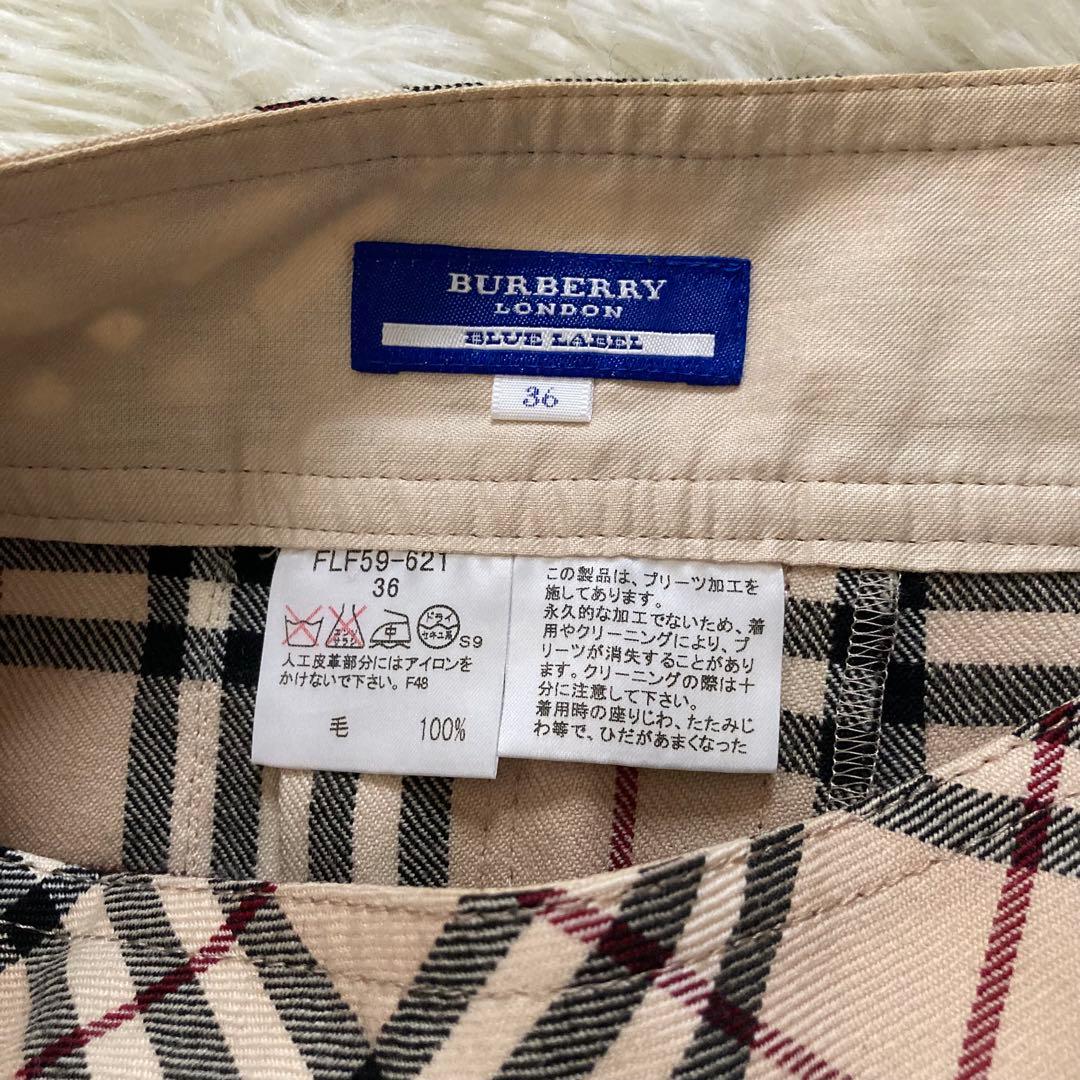 BURBERRY
LONDON
BLUE LABEL
36
FLF59-621
36
エンソ
サラシ
中
ドライ
セキユ系
S9
人工皮革部分にはアイロンを
かけないで下さい。F48
毛 100%
この製品は、プリーツ加工を
施してあります。
永久的な加工でないため、着
用やクリーニングにより、プ
リーツが消失することがあり
ます。クリーニングの際は十
分に注意して下さい。
着用時の座りじわ、たたみじ
わ等で、ひだがあまくなった